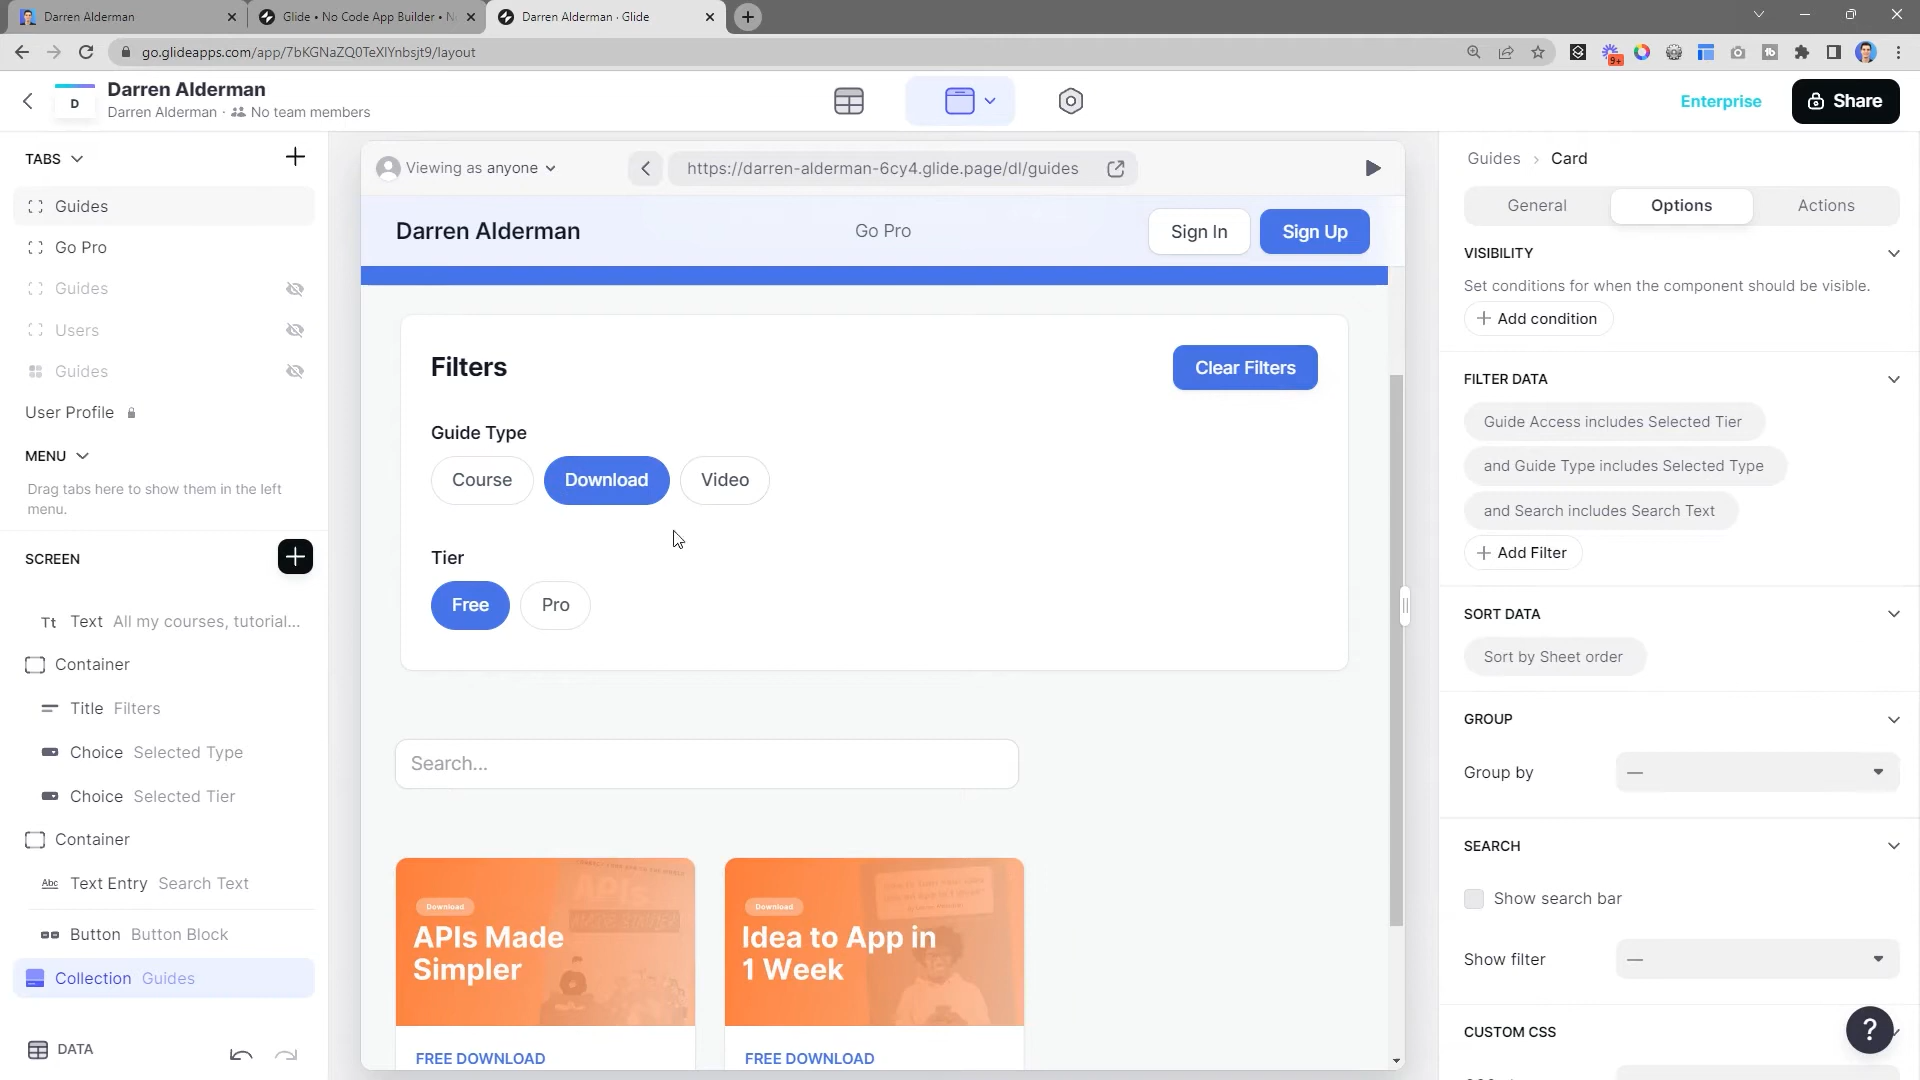 Darren Alderman
Glide • No Code App Builder • N
Darren Alderman · Glide
go.glideapps.com/app/7bKGNaZQ0TeXlYnbsjt9/layout
9+
D
Darren Alderman
Darren Alderman · No team members
Enterprise
Share
TABS
Guides
Go Pro
Guides
Users
Guides
User Profile
MENU
Drag tabs here to show them in the left
menu.
SCREEN
Tt Text All my courses, tutorial...
Container
Title Filters
Choice Selected Type
Choice Selected Tier
Container
Abc Text Entry Search Text
Button Button Block
Collection Guides
DATA
Viewing as anyone
https://darren-alderman-6cy4.glide.page/dl/guides
Darren Alderman
Go Pro
Sign In
Sign Up
Filters
Clear Filters
Guide Type
Course
Download
Video
Tier
Free
Pro
Search...
Download
APIs Made
Simpler
FREE DOWNLOAD
Download
Idea to App in
1 Week
FREE DOWNLOAD
Guides › Card
General
Options
Actions
VISIBILITY
Set conditions for when the component should be visible.
+ Add condition
FILTER DATA
Guide Access includes Selected Tier
and Guide Type includes Selected Type
and Search includes Search Text
+ Add Filter
SORT DATA
Sort by Sheet order
GROUP
Group by —
SEARCH
Show search bar
Show filter —
CUSTOM CSS
?